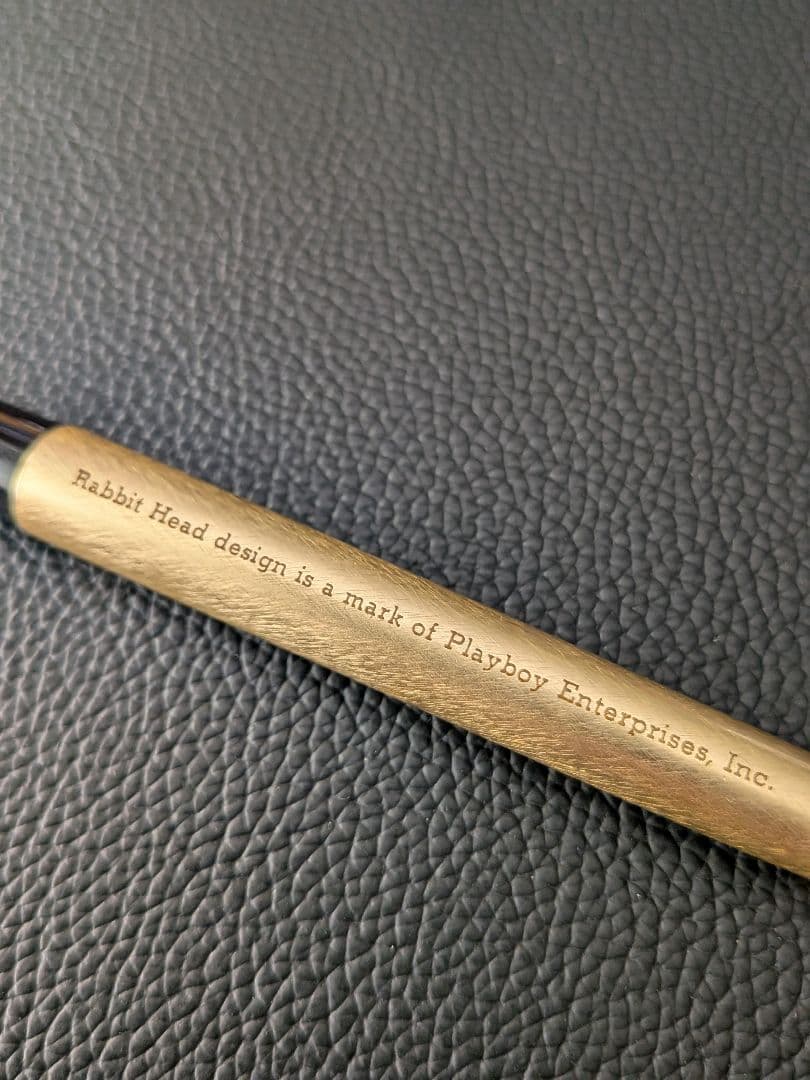 Rabbit Head design is a mark of Playboy Enterprises, Inc.